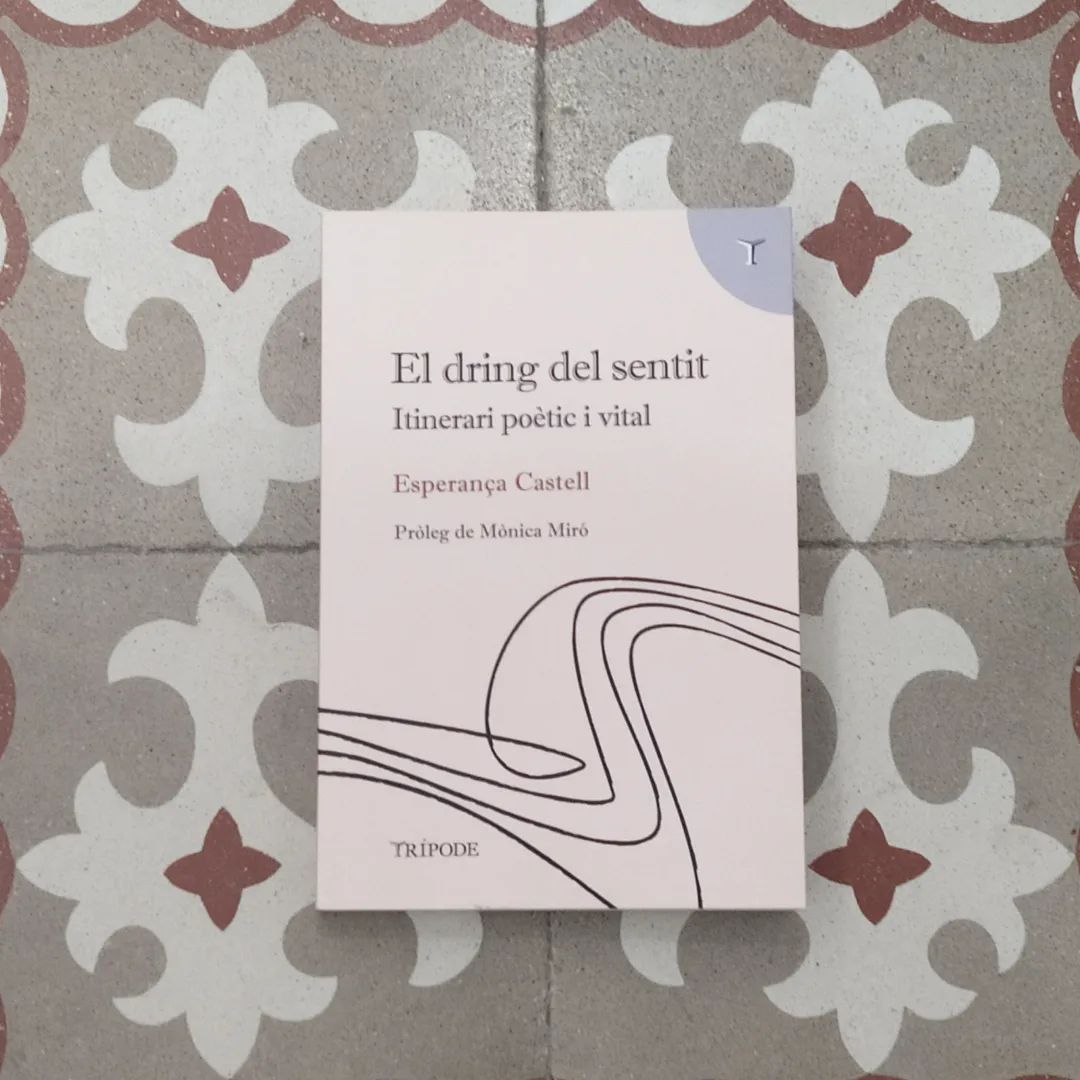 T
El dring del sentit
Itinerari poètic i vital
Esperança Castell
Pròleg de Mònica Miró
TRÍPODE